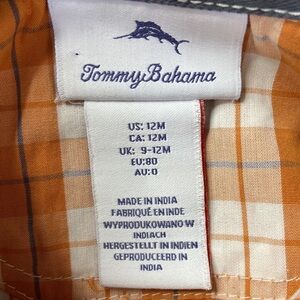 Tommy Bahama
US: 12M
CA: 12M
UK: 9-12M
EU:80
AU:0
MADE IN INDIA
FABRIQUÉ EN INDE
WYPRODUKOWANO W
INDIACH
HERGESTELLT IN INDIEN
GEPRODUCEERD IN
INDIA